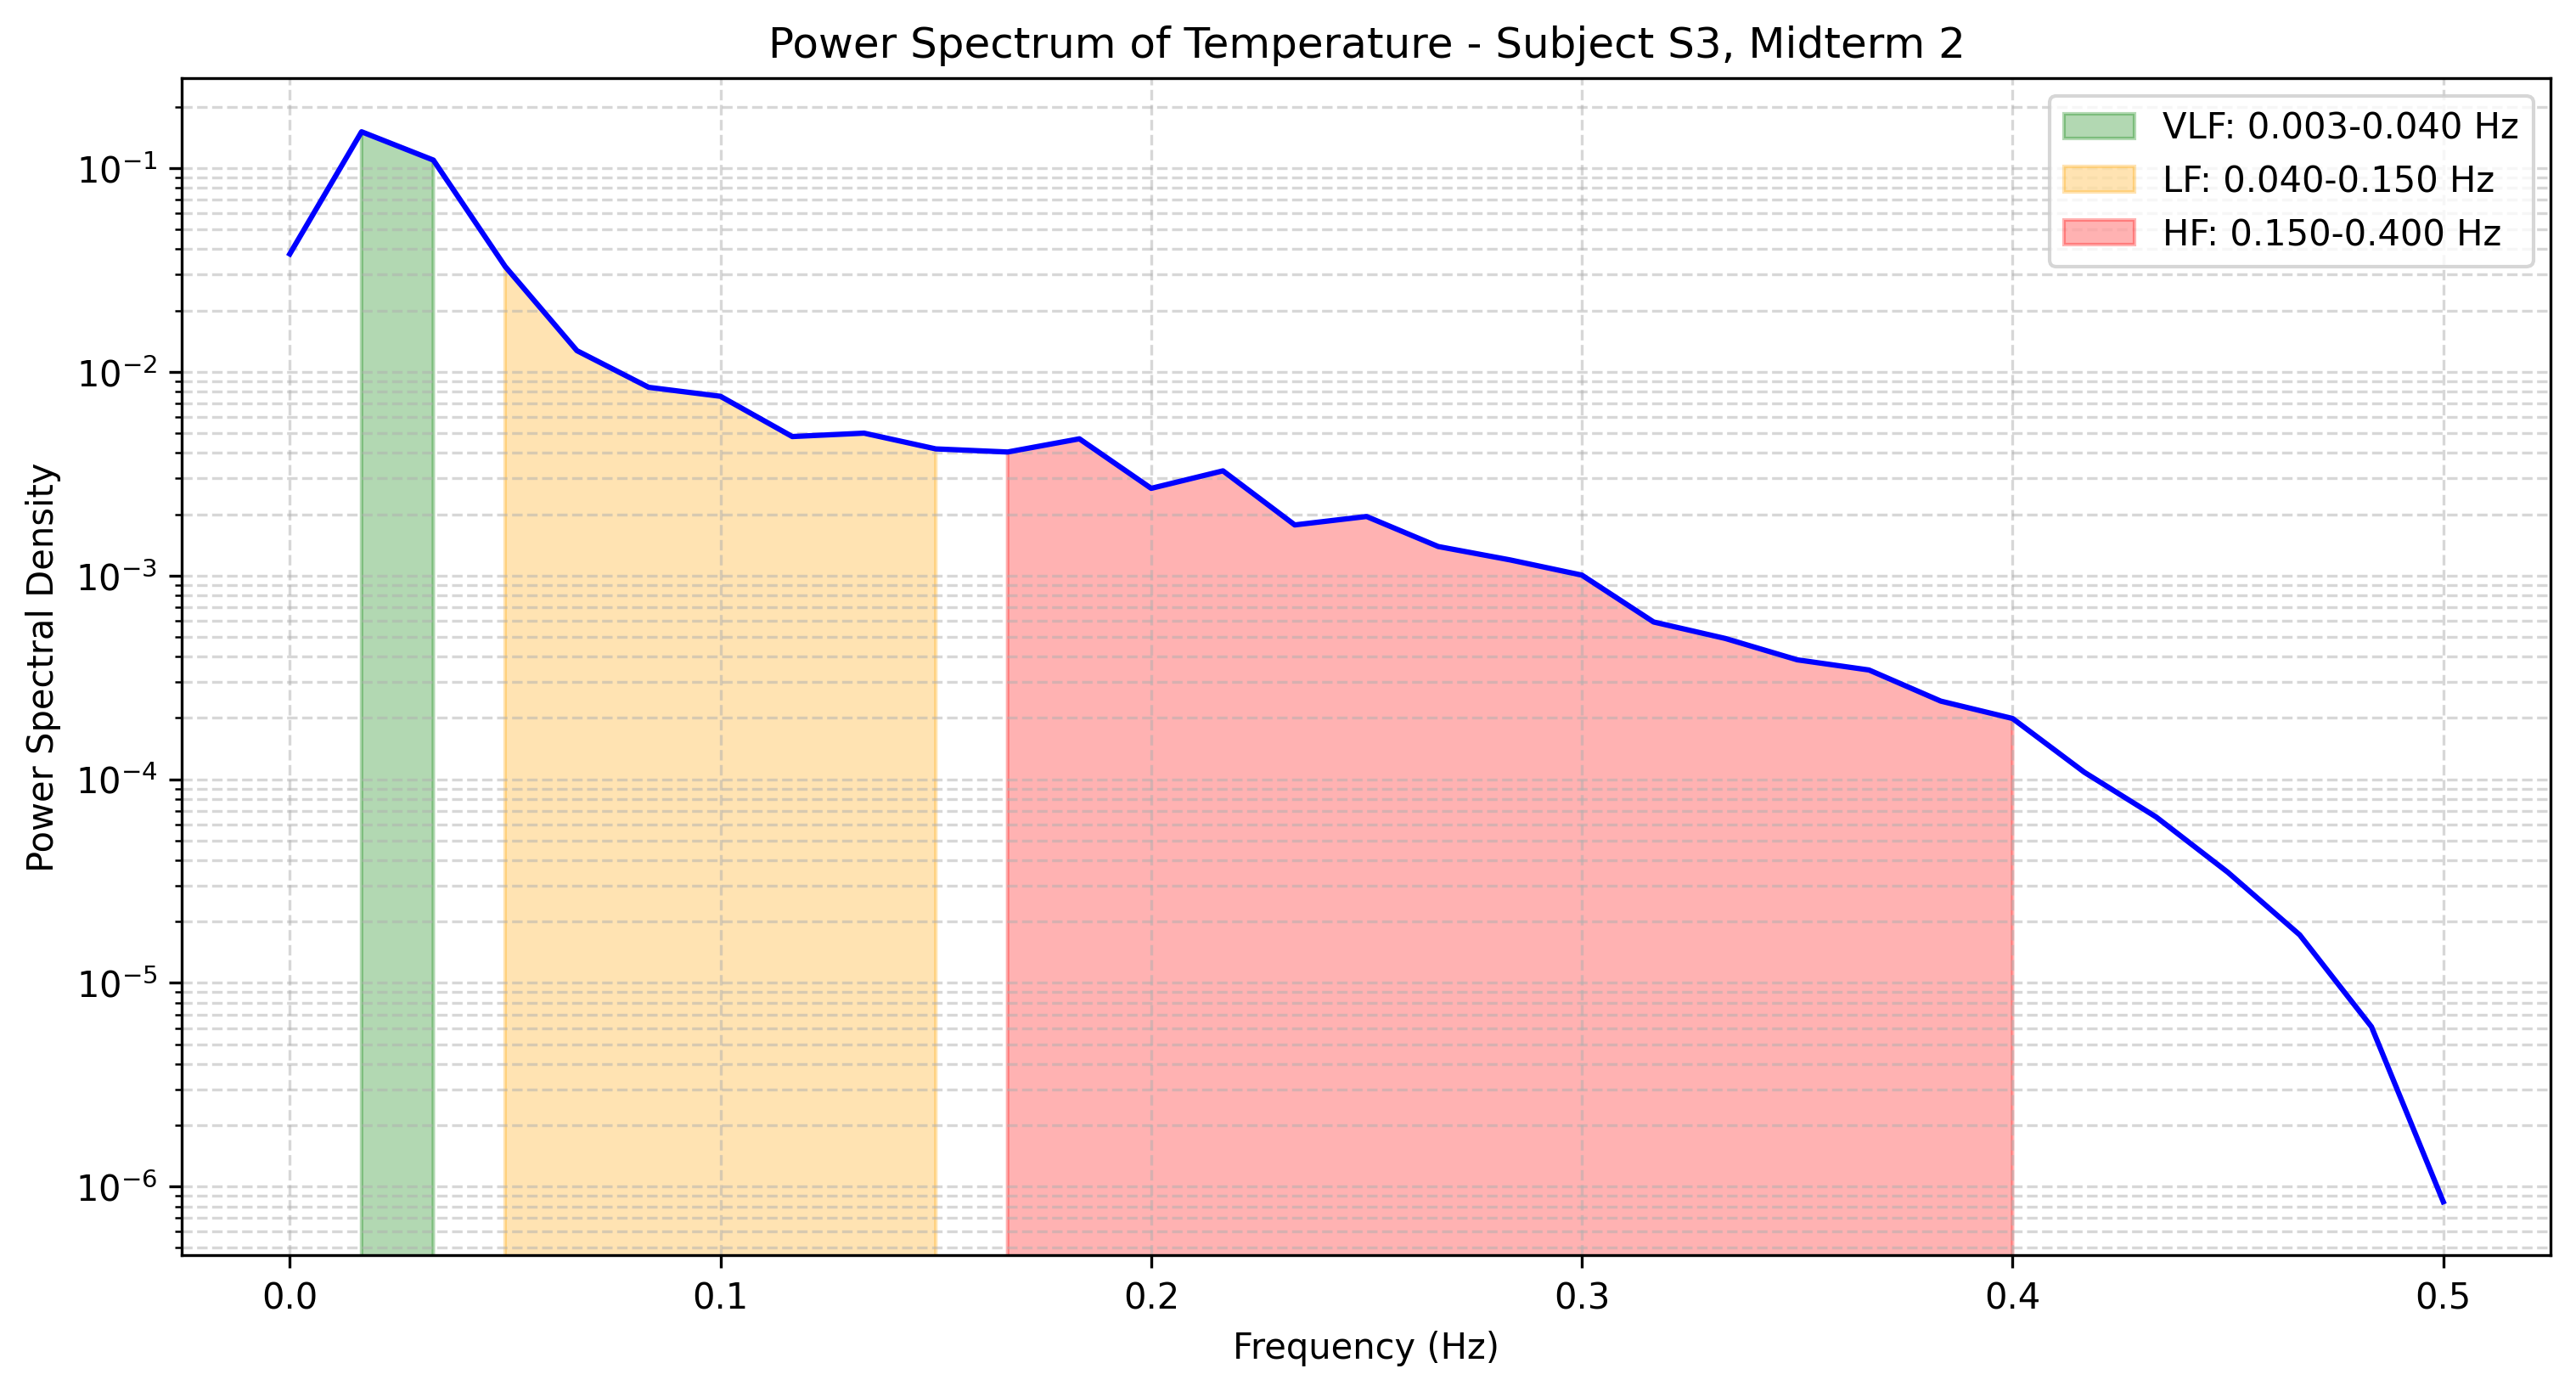 Power Spectrum of Temperature - Subject S3, Midterm 2
VLF: 0.003-0.040 Hz
LF: 0.040-0.150 Hz
HF: 0.150-0.400 Hz
Power Spectral Density
10⁻¹
10⁻²
10⁻³
10⁻⁴
10⁻⁵
10⁻⁶
0.0 0.1 0.2 0.3 0.4 0.5
Frequency (Hz)